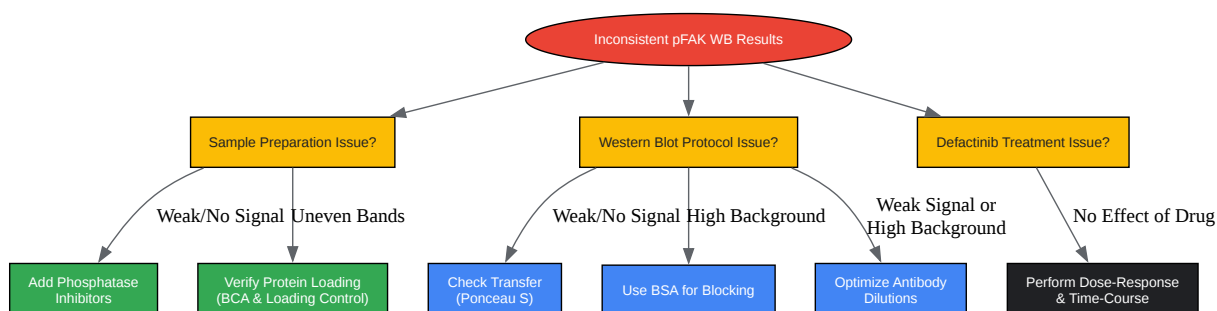 Inconsistent pFAK WB Results
Sample Preparation Issue?
Western Blot Protocol Issue?
Defactinib Treatment Issue?
Weak/No Signal
Uneven Bands
Weak/No Signal
High Background
Weak Signal or
High Background
No Effect of Drug
Add Phosphatase
Inhibitors
Verify Protein Loading
(BCA & Loading Control)
Check Transfer
(Ponceau S)
Use BSA for Blocking
Optimize Antibody
Dilutions
Perform Dose-Response
& Time-Course